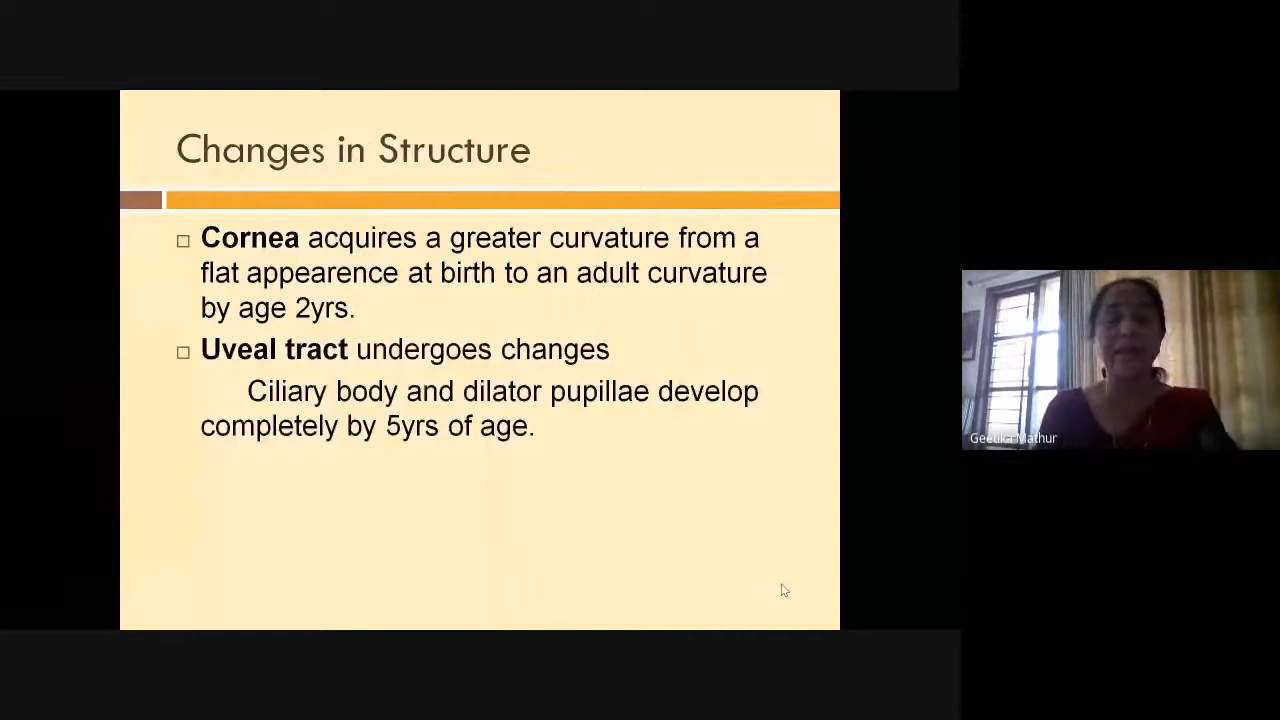 Changes in Structure
Cornea acquires a greater curvature from a
flat appearence at birth to an adult curvature
by age 2yrs.
Uveal tract undergoes changes
Ciliary body and dilator pupillae develop
completely by 5yrs of age.
Geetika Mathur